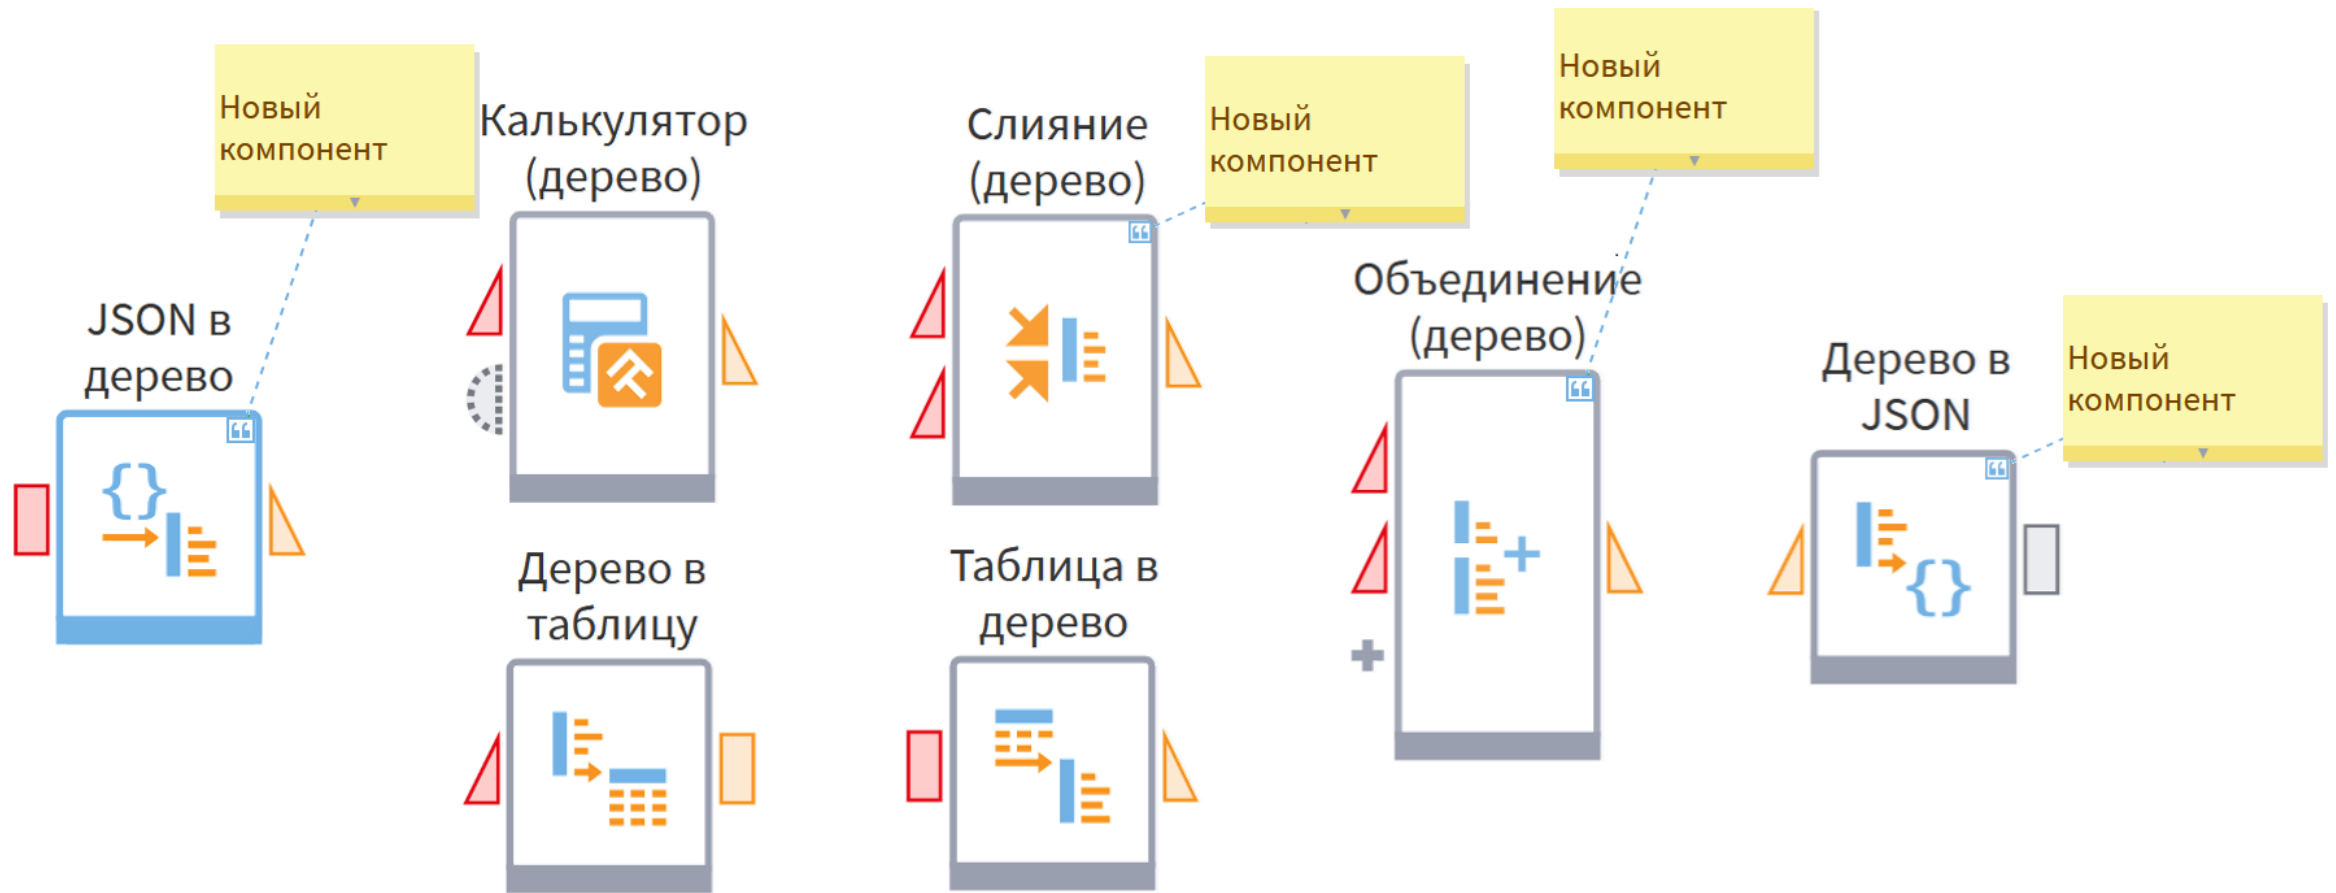 Новый
компонент
Калькулятор
(дерево)
Слияние
(дерево)
Новый
компонент
Новый
компонент
JSON в
дерево
Объединение
(дерево)
Дерево в
JSON
Новый
компонент
Дерево в
таблицу
Таблица в
дерево